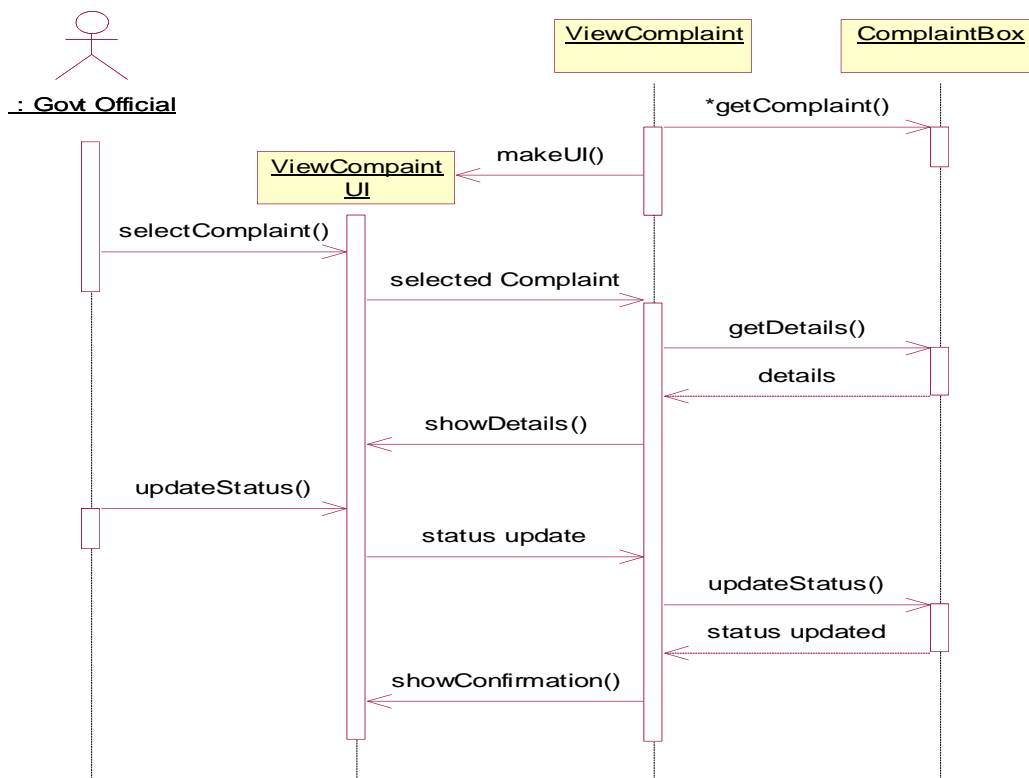 ViewComplaint
ComplaintBox
: Govt Official
*getComplaint()
makeUI()
ViewCompaint
UI
selectComplaint()
selected Complaint
getDetails()
details
showDetails()
updateStatus()
status update
updateStatus()
status updated
showConfirmation()